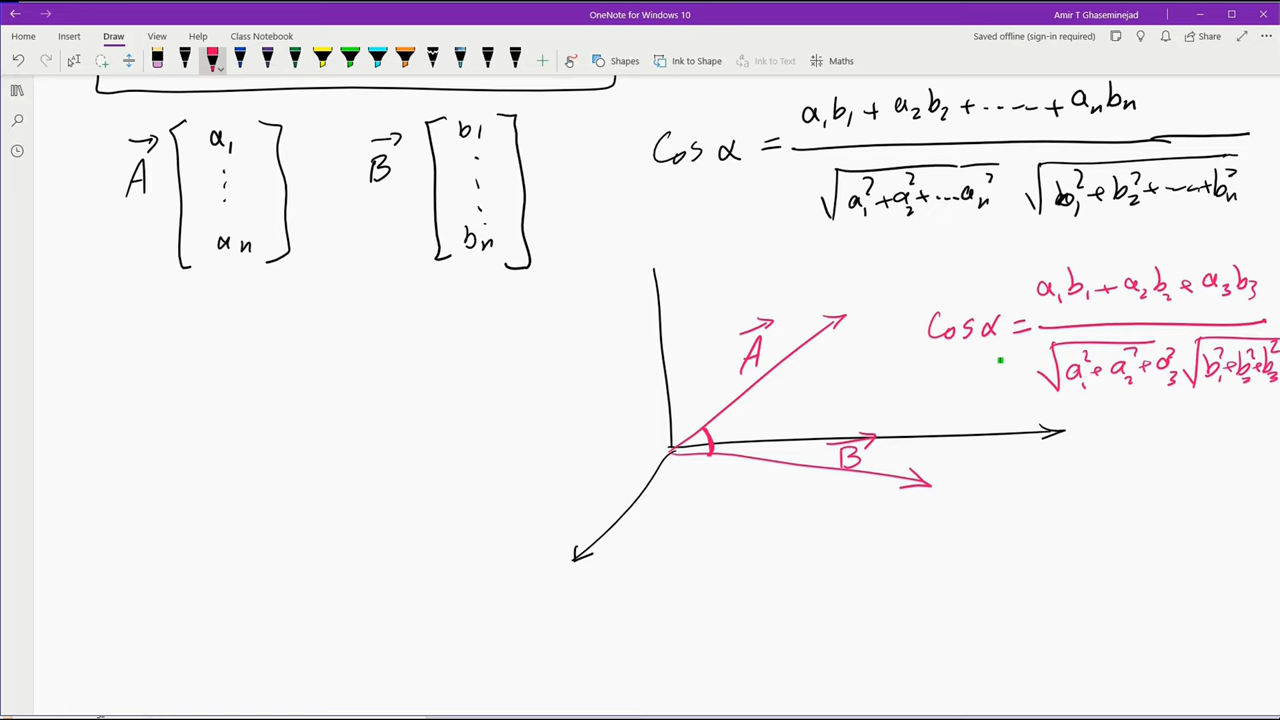 OneNote for Windows 10
Amir T Ghaseminejad
Home Insert Draw View Help Class Notebook
Saved offline (sign-in required) Share
Shapes Ink to Shape Ink to Text Maths
A [ a₁ ⋮ aₙ ] B [ b₁ ⋮ bₙ ]
Cos α = a₁b₁ + a₂b₂ + ..... + aₙbₙ
√a₁² + a₂² + ... aₙ² √b₁² + b₂² + ... + bₙ²
Cos α = a₁b₁ + a₂b₂ + a₃b₃
√a₁² + a₂² + a₃² √b₁² + b₂² + b₃²
A
B